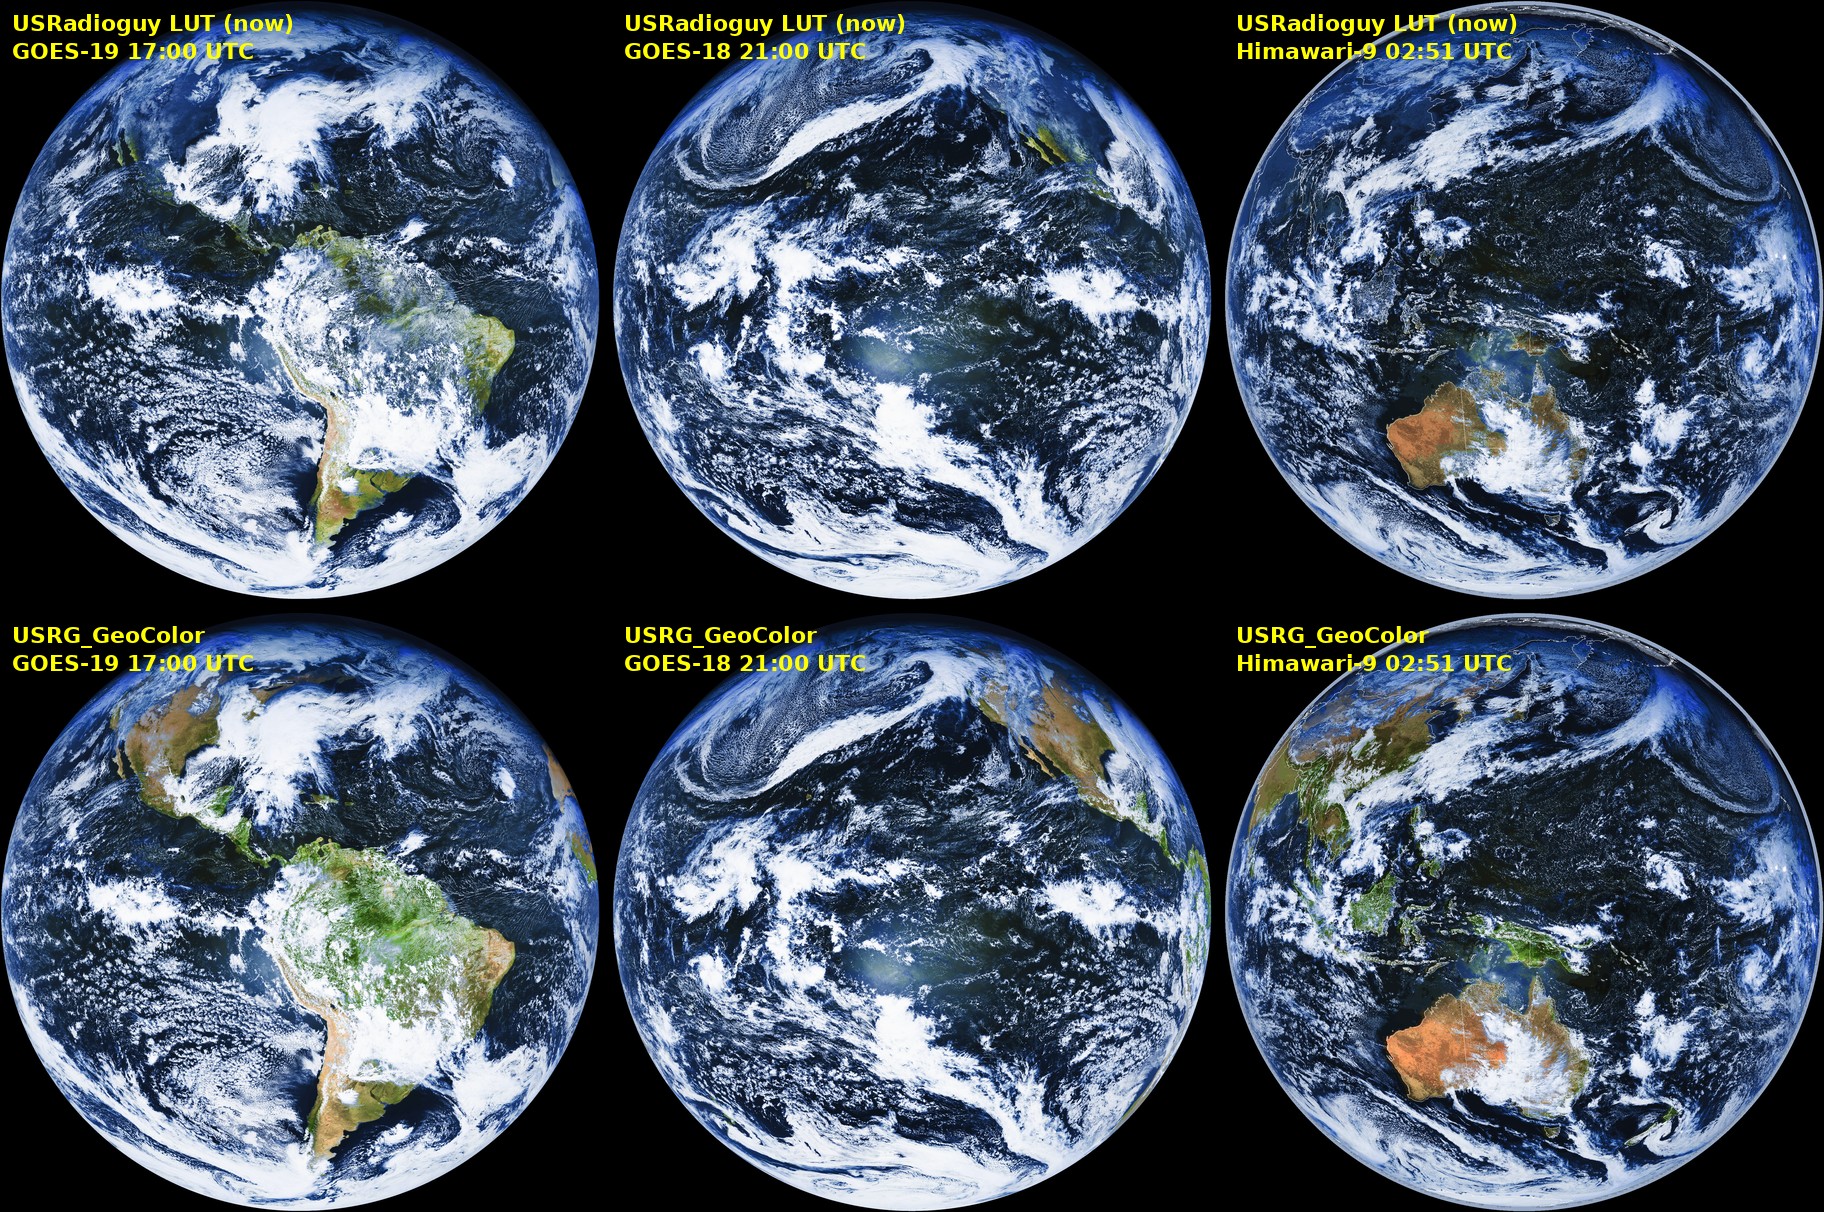 USRadioguy LUT (now)
GOES-19 17:00 UTC
USRadioguy LUT (now)
GOES-18 21:00 UTC
USRadioguy LUT (now)
Himawari-9 02:51 UTC
USRG_GeoColor
GOES-19 17:00 UTC
USRG_GeoColor
GOES-18 21:00 UTC
USRG_GeoColor
Himawari-9 02:51 UTC